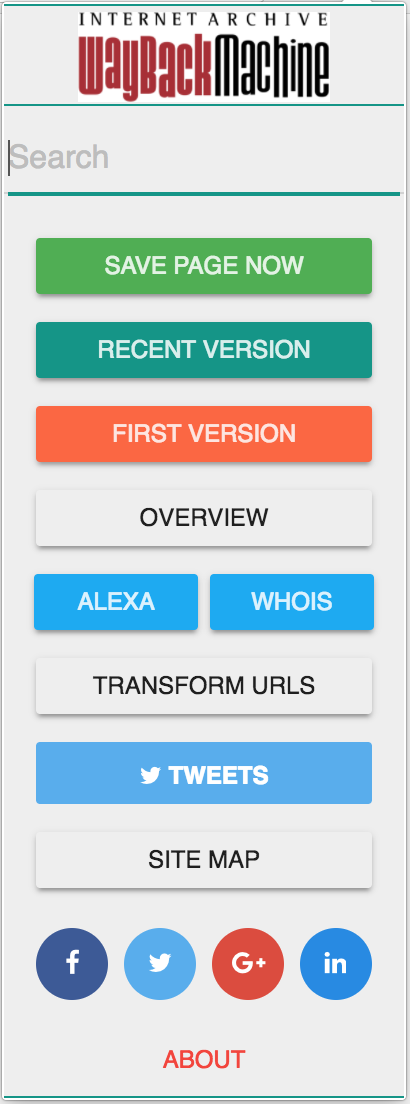 INTERNET ARCHIVE
WayBackMachine
Search
SAVE PAGE NOW
RECENT VERSION
FIRST VERSION
OVERVIEW
ALEXA WHOIS
TRANSFORM URLS
TWEETS
SITE MAP
f G+ in
ABOUT